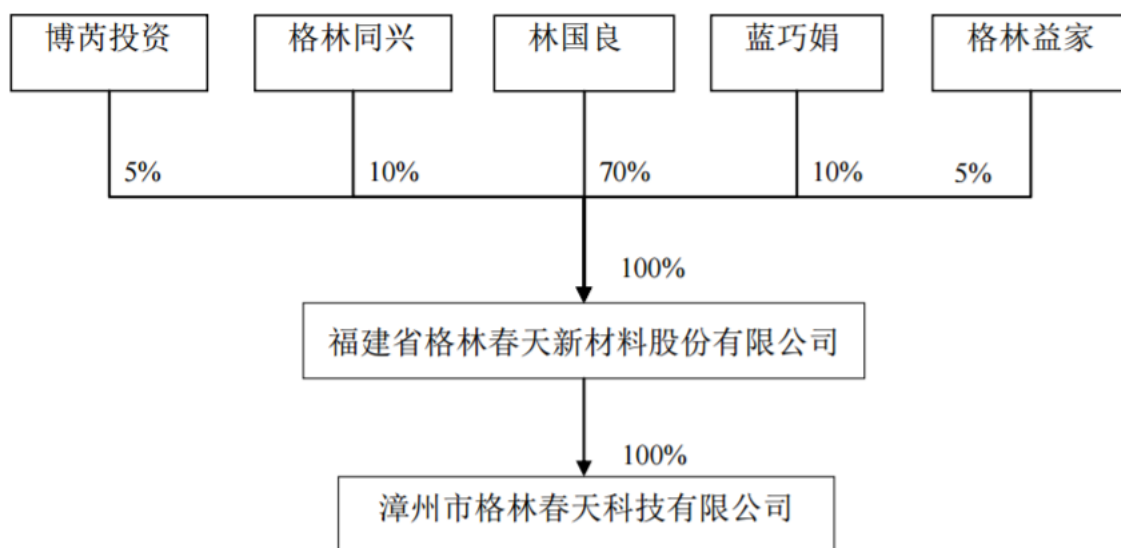 博芮投资
格林同兴
林国良
蓝巧娟
格林益家
5%
10%
70%
10%
5%
100%
福建省格林春天新材料股份有限公司
100%
漳州市格林春天科技有限公司